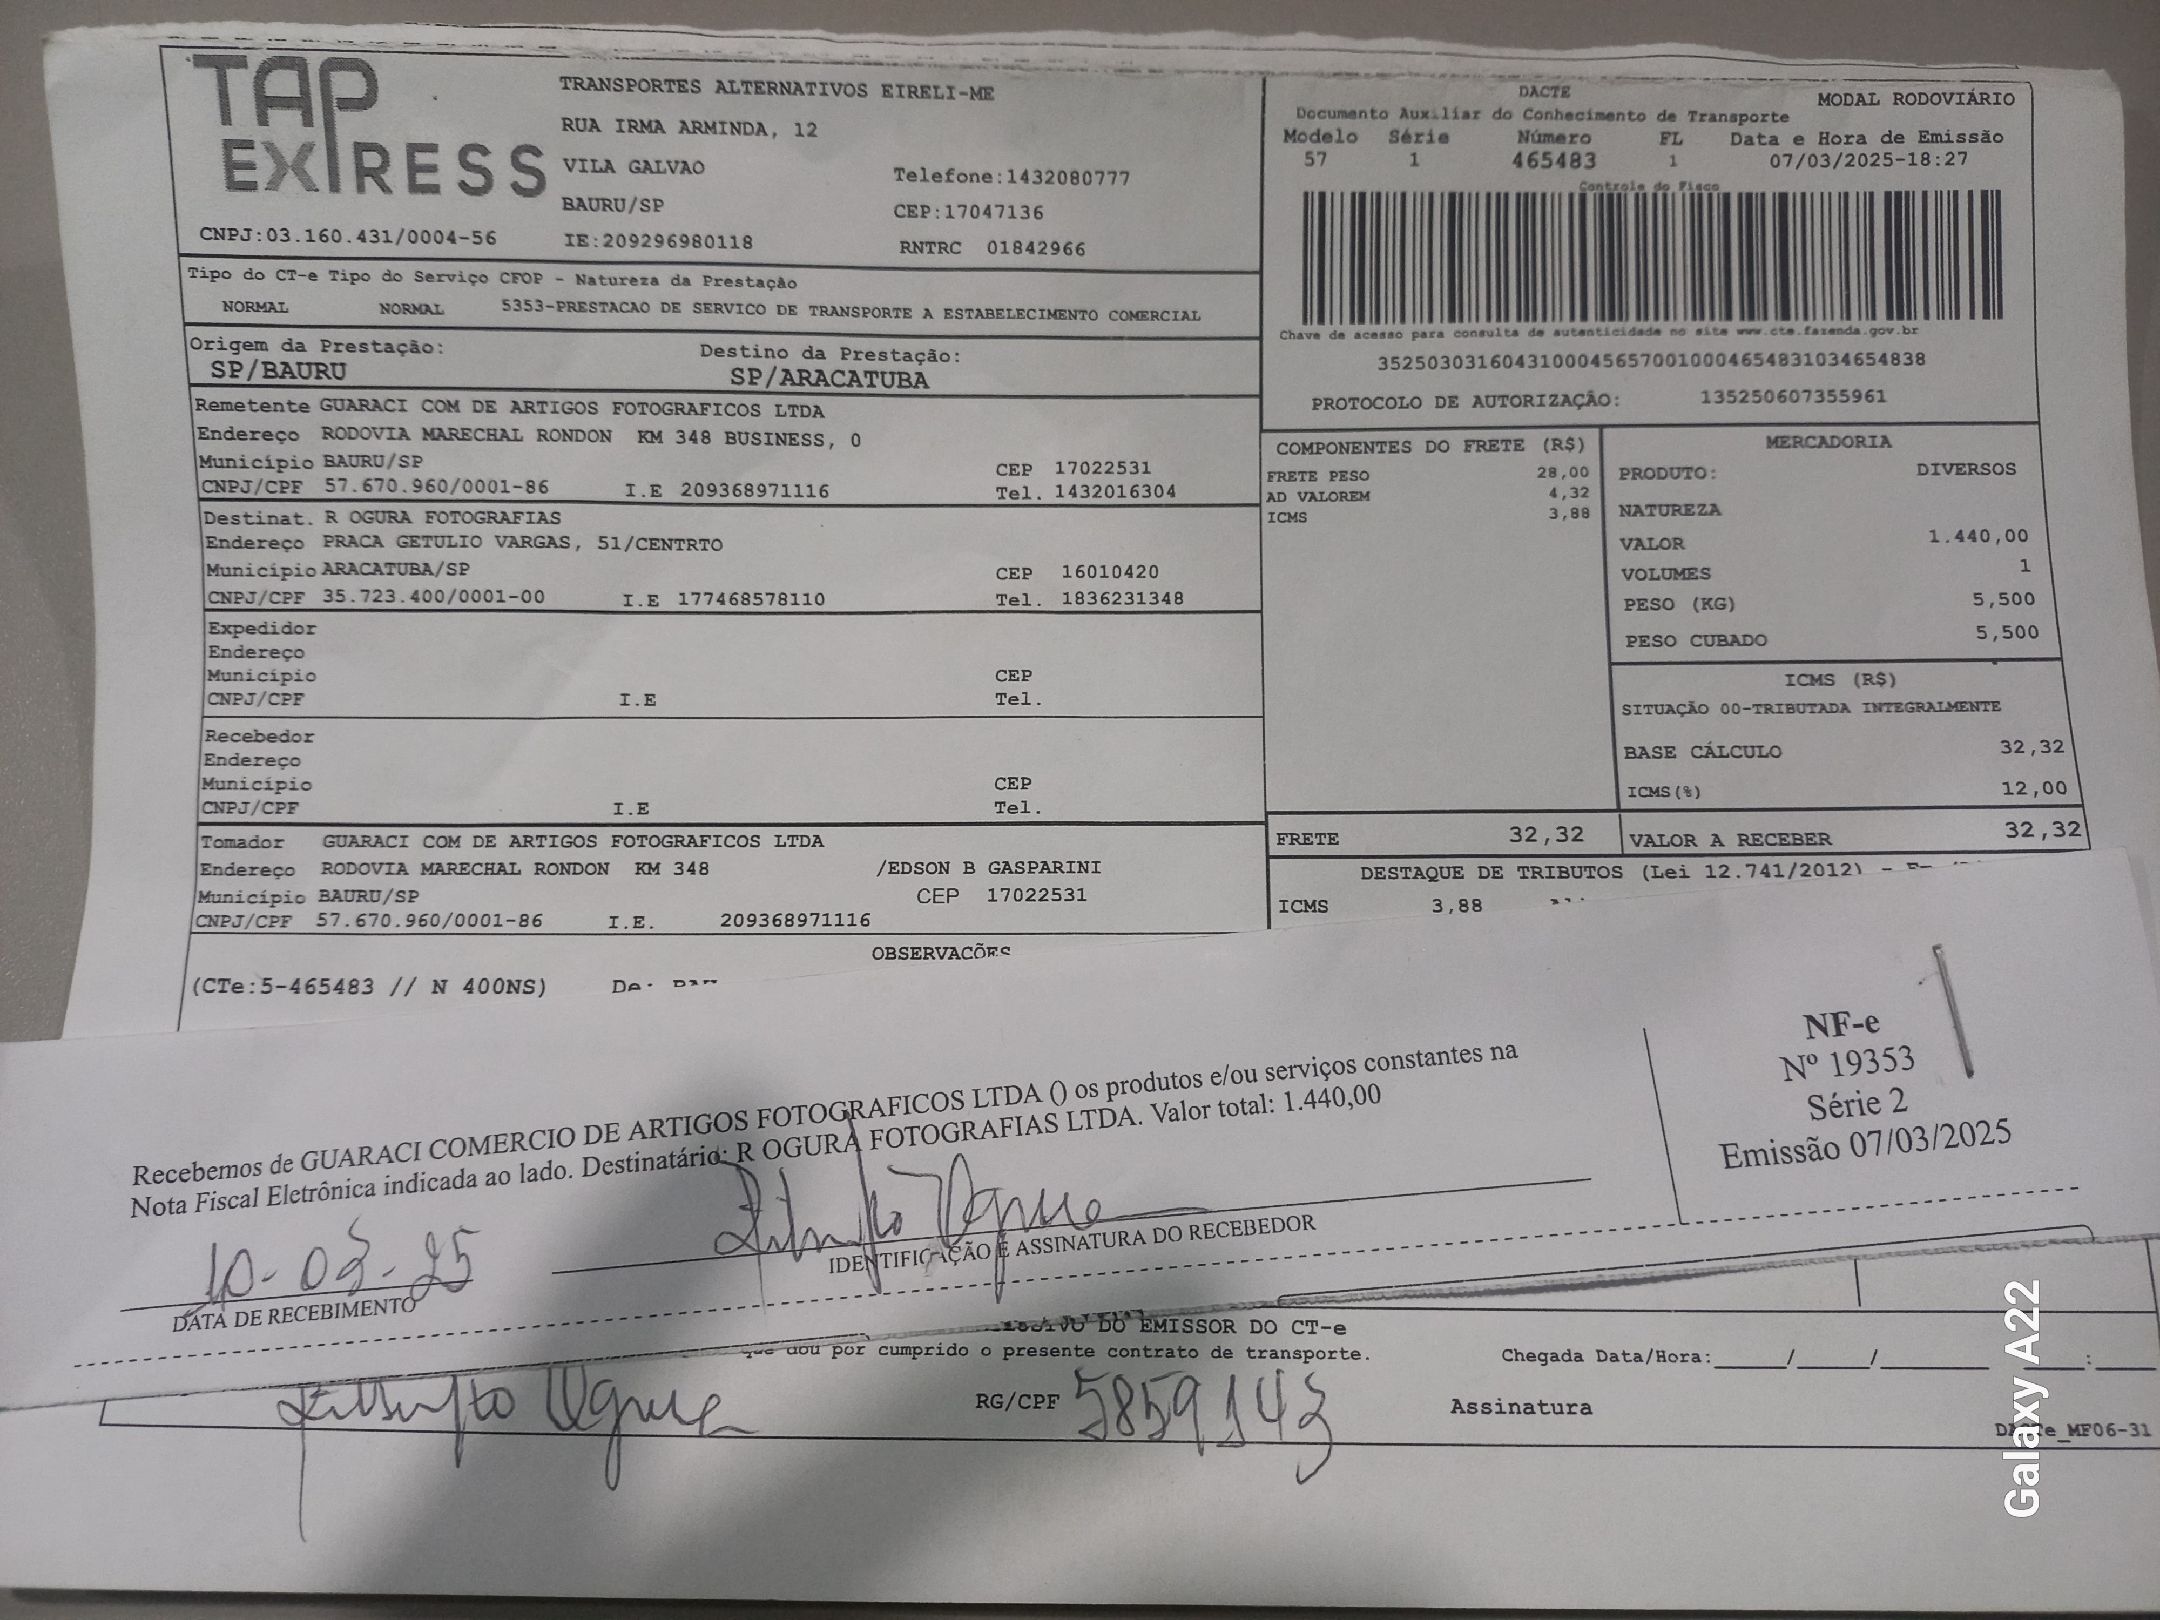 TAP EXPRESS
TRANSPORTES ALTERNATIVOS EIRELI-ME
RUA IRMA ARMINDA, 12
VILA GALVAO Telefone:1432080777
BAURU/SP CEP:17047136
CNPJ:03.160.431/0004-56 IE:209296980118 RNTRC 01842966
DACTE MODAL RODOVIÁRIO
Documento Auxiliar do Conhecimento de Transporte
Modelo Série Número FL Data e Hora de Emissão
57 1 465483 1 07/03/2025-18:27
Controle do Fisco
Chave de acesso para consulta de autenticidade no site www.cte.fazenda.gov.br
35250303160431000456570010004654831034654838
PROTOCOLO DE AUTORIZAÇÃO: 135250607355961
Tipo do CT-e Tipo do Serviço CFOP - Natureza da Prestação
NORMAL NORMAL 5353-PRESTACAO DE SERVICO DE TRANSPORTE A ESTABELECIMENTO COMERCIAL
Origem da Prestação: Destino da Prestação:
SP/BAURU SP/ARACATUBA
Remetente GUARACI COM DE ARTIGOS FOTOGRAFICOS LTDA
Endereço RODOVIA MARECHAL RONDON KM 348 BUSINESS, 0
Município BAURU/SP CEP 17022531
CNPJ/CPF 57.670.960/0001-86 I.E 209368971116 Tel. 1432016304
Destinat. R OGURA FOTOGRAFIAS
Endereço PRACA GETULIO VARGAS, 51/CENTRTO
Município ARACATUBA/SP CEP 16010420
CNPJ/CPF 35.723.400/0001-00 I.E 177468578110 Tel. 1836231348
Expedidor
Endereço
Município CEP
CNPJ/CPF I.E Tel.
Recebedor
Endereço
Município CEP
CNPJ/CPF I.E Tel.
Tomador GUARACI COM DE ARTIGOS FOTOGRAFICOS LTDA
Endereço RODOVIA MARECHAL RONDON KM 348 /EDSON B GASPARINI
Município BAURU/SP CEP 17022531
CNPJ/CPF 57.670.960/0001-86 I.E. 209368971116
COMPONENTES DO FRETE (R$)
FRETE PESO 28,00
AD VALOREM 4,32
ICMS 3,88
MERCADORIA
PRODUTO: DIVERSOS
NATUREZA
VALOR 1.440,00
VOLUMES 1
PESO (KG) 5,500
PESO CUBADO 5,500
ICMS (R$)
SITUAÇÃO 00-TRIBUTADA INTEGRALMENTE
BASE CÁLCULO 32,32
ICMS(%) 12,00
FRETE 32,32 VALOR A RECEBER 32,32
DESTAQUE DE TRIBUTOS (Lei 12.741/2012) -
ICMS 3,88
OBSERVAÇÕES
(CTe:5-465483 // N 400NS)
Recebemos de GUARACI COMERCIO DE ARTIGOS FOTOGRAFICOS LTDA () os produtos e/ou serviços constantes na
Nota Fiscal Eletrônica indicada ao lado. Destinatário: R OGURA FOTOGRAFIAS LTDA. Valor total: 1.440,00
10-03-25
DATA DE RECEBIMENTO
IDENTIFICAÇÃO E ASSINATURA DO RECEBEDOR
NF-e
Nº 19353
Série 2
Emissão 07/03/2025
DO EMISSOR DO CT-e
que dou por cumprido o presente contrato de transporte.
Chegada Data/Hora:_____/_____/_____ ____:____
RG/CPF 5859143 Assinatura
MF06-31
Galaxy A22